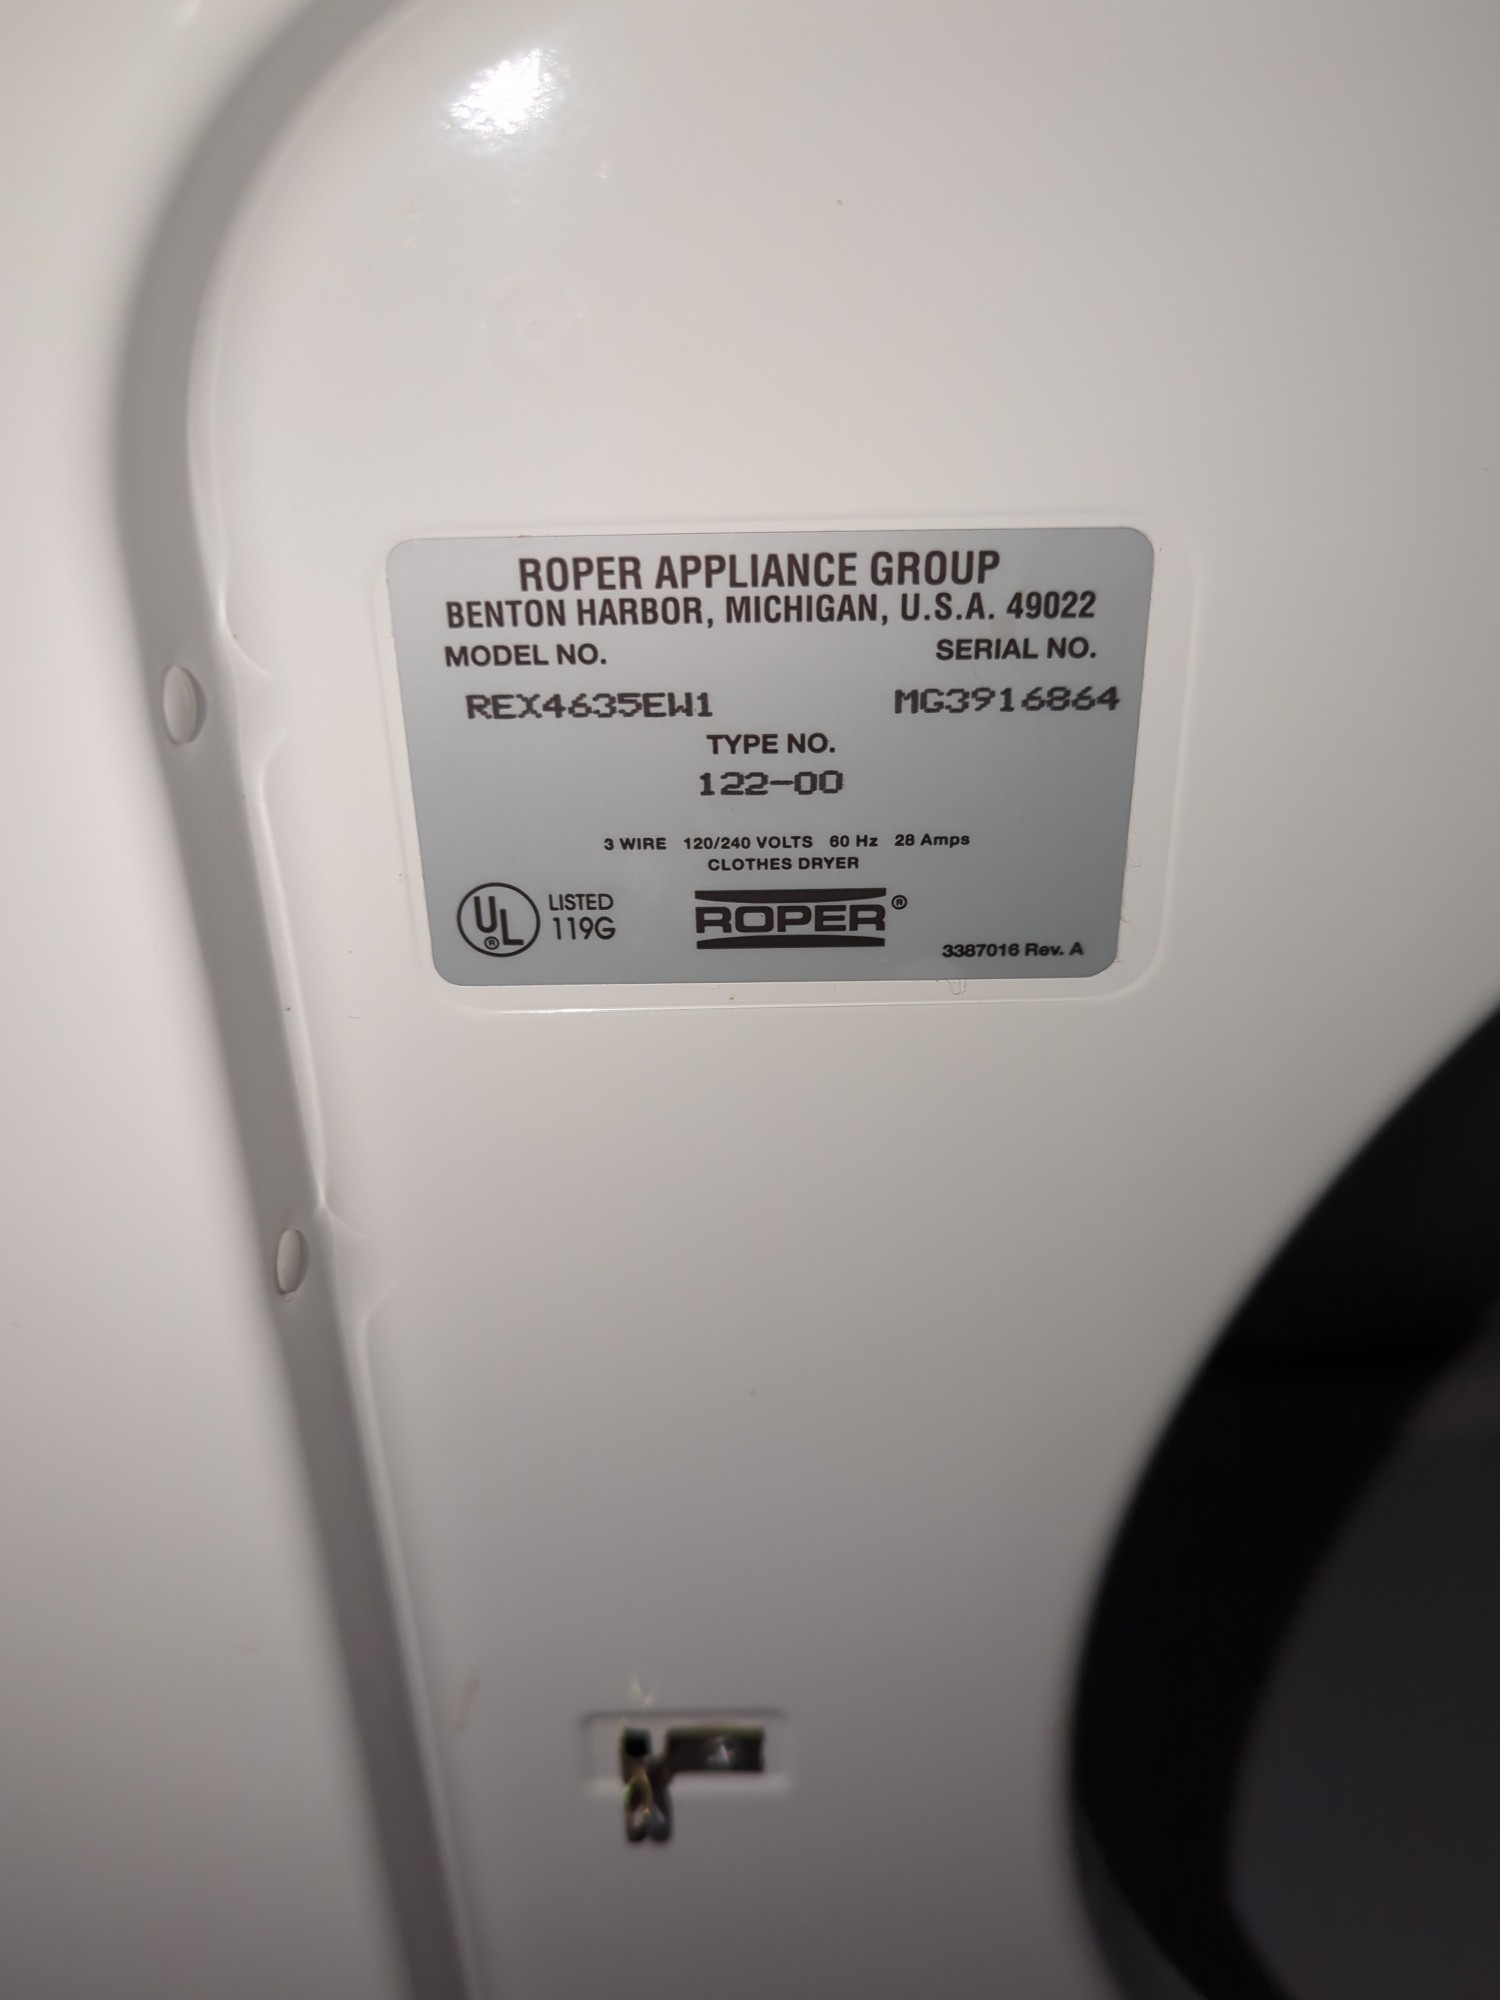 ROPER APPLIANCE GROUP
BENTON HARBOR, MICHIGAN, U.S.A. 49022
MODEL NO. SERIAL NO.
REX4635EW1 MG3916864
TYPE NO.
122-00
3 WIRE 120/240 VOLTS 60 Hz 28 Amps
CLOTHES DRYER
UL® LISTED 119G
ROPER®
3387016 Rev. A